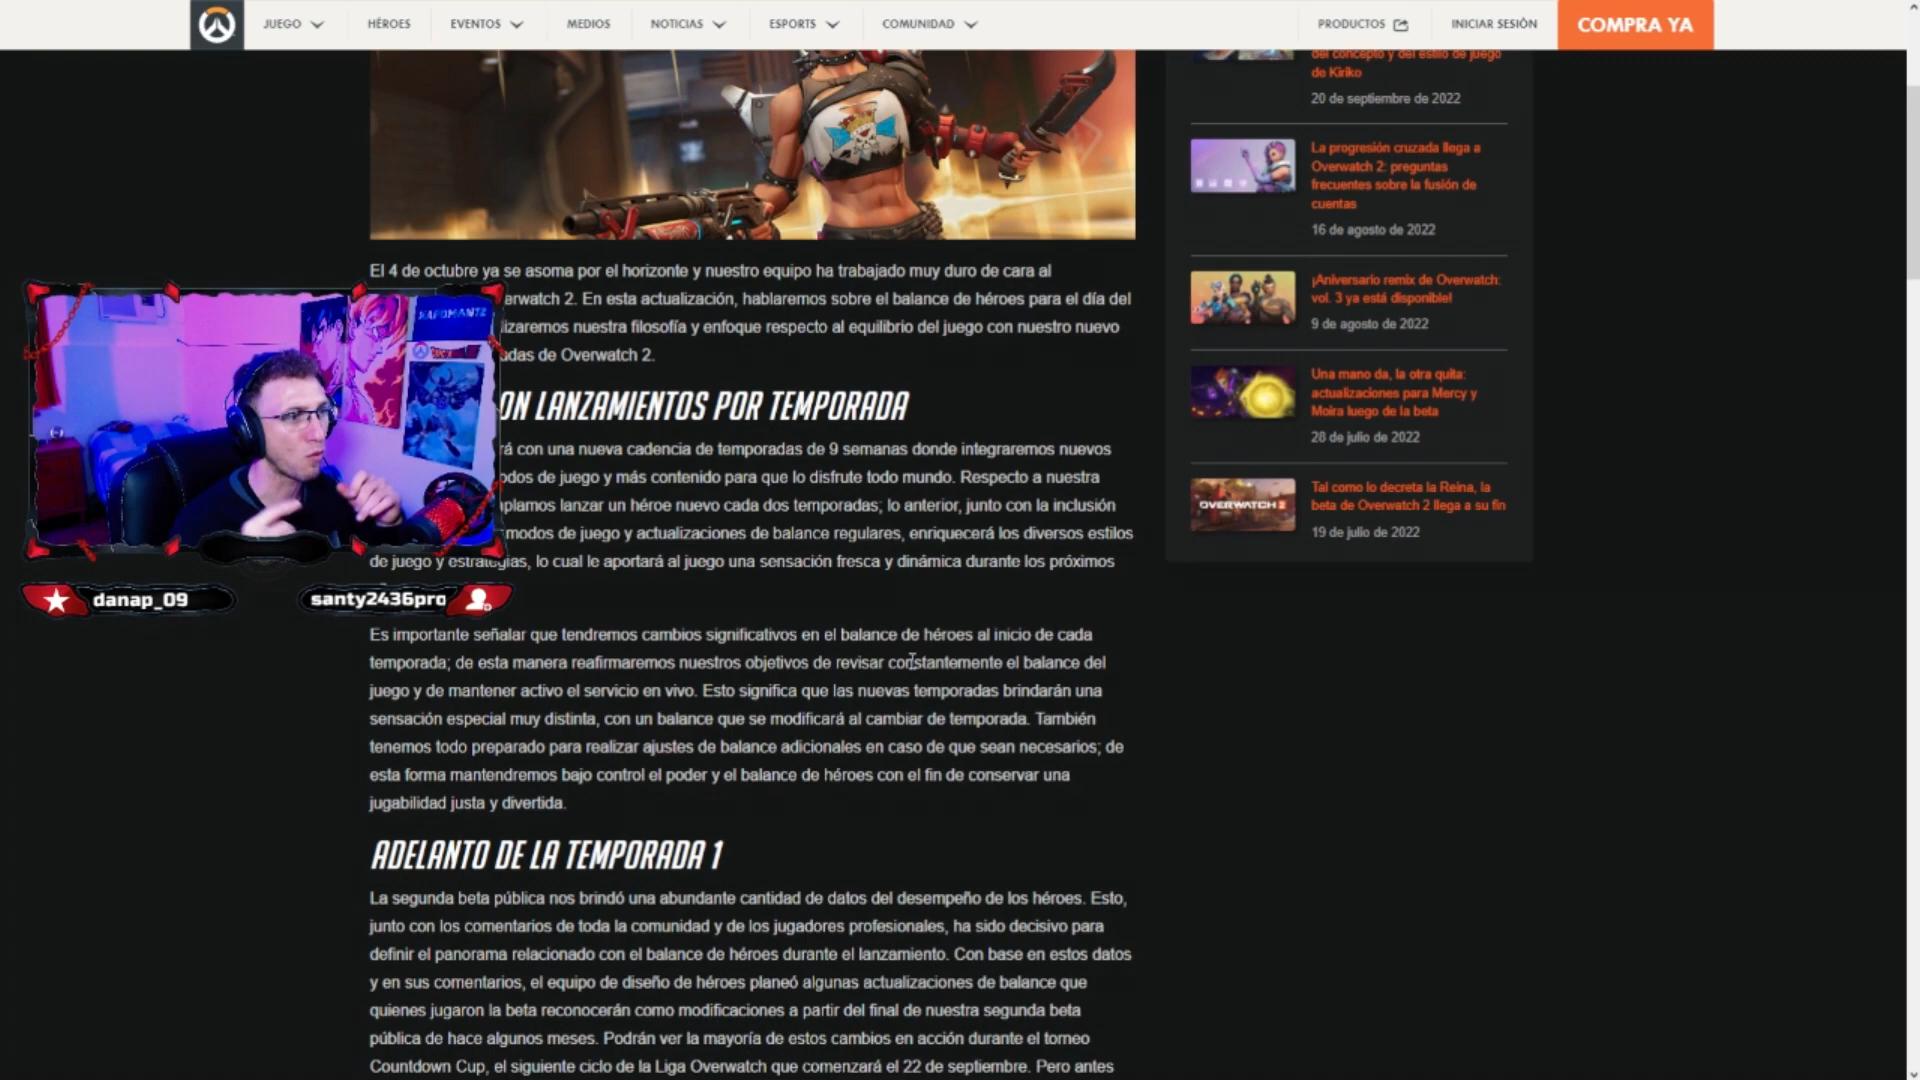 JUEGO
HÉROES
EVENTOS
MEDIOS
NOTICIAS
ESPORTS
COMUNIDAD
PRODUCTOS
INICIAR SESIÓN
COMPRA YA
El 4 de octubre ya se asoma por el horizonte y nuestro equipo ha trabajado muy duro de cara al
erwatch 2. En esta actualización, hablaremos sobre el balance de héroes para el día del
izaremos nuestra filosofía y enfoque respecto al equilibrio del juego con nuestro nuevo
adas de Overwatch 2.
ON LANZAMIENTOS POR TEMPORADA
rá con una nueva cadencia de temporadas de 9 semanas donde integraremos nuevos
odos de juego y más contenido para que lo disfrute todo mundo. Respecto a nuestra
mplamos lanzar un héroe nuevo cada dos temporadas; lo anterior, junto con la inclusión
modos de juego y actualizaciones de balance regulares, enriquecerá los diversos estilos
de juego y estrategias, lo cual le aportará al juego una sensación fresca y dinámica durante los próximos
danap_09
santy2436pro
Es importante señalar que tendremos cambios significativos en el balance de héroes al inicio de cada
temporada; de esta manera reafirmaremos nuestros objetivos de revisar constantemente el balance del
juego y de mantener activo el servicio en vivo. Esto significa que las nuevas temporadas brindarán una
sensación especial muy distinta, con un balance que se modificará al cambiar de temporada. También
tenemos todo preparado para realizar ajustes de balance adicionales en caso de que sean necesarios; de
esta forma mantendremos bajo control el poder y el balance de héroes con el fin de conservar una
jugabilidad justa y divertida.
ADELANTO DE LA TEMPORADA 1
La segunda beta pública nos brindó una abundante cantidad de datos del desempeño de los héroes. Esto,
junto con los comentarios de toda la comunidad y de los jugadores profesionales, ha sido decisivo para
definir el panorama relacionado con el balance de héroes durante el lanzamiento. Con base en estos datos
y en sus comentarios, el equipo de diseño de héroes planeó algunas actualizaciones de balance que
quienes jugaron la beta reconocerán como modificaciones a partir del final de nuestra segunda beta
pública de hace algunos meses. Podrán ver la mayoría de estos cambios en acción durante el torneo
Countdown Cup, el siguiente ciclo de la Liga Overwatch que comenzará el 22 de septiembre. Pero antes
del concepto y del estilo de juego
de Kiriko
20 de septiembre de 2022
La progresión cruzada llega a
Overwatch 2: preguntas
frecuentes sobre la fusión de
cuentas
16 de agosto de 2022
¡Aniversario remix de Overwatch:
vol. 3 ya está disponible!
9 de agosto de 2022
Una mano da, la otra quita:
actualizaciones para Mercy y
Moira luego de la beta
28 de julio de 2022
OVERWATCH 2
Tal como lo decreta la Reina, la
beta de Overwatch 2 llega a su fin
19 de julio de 2022